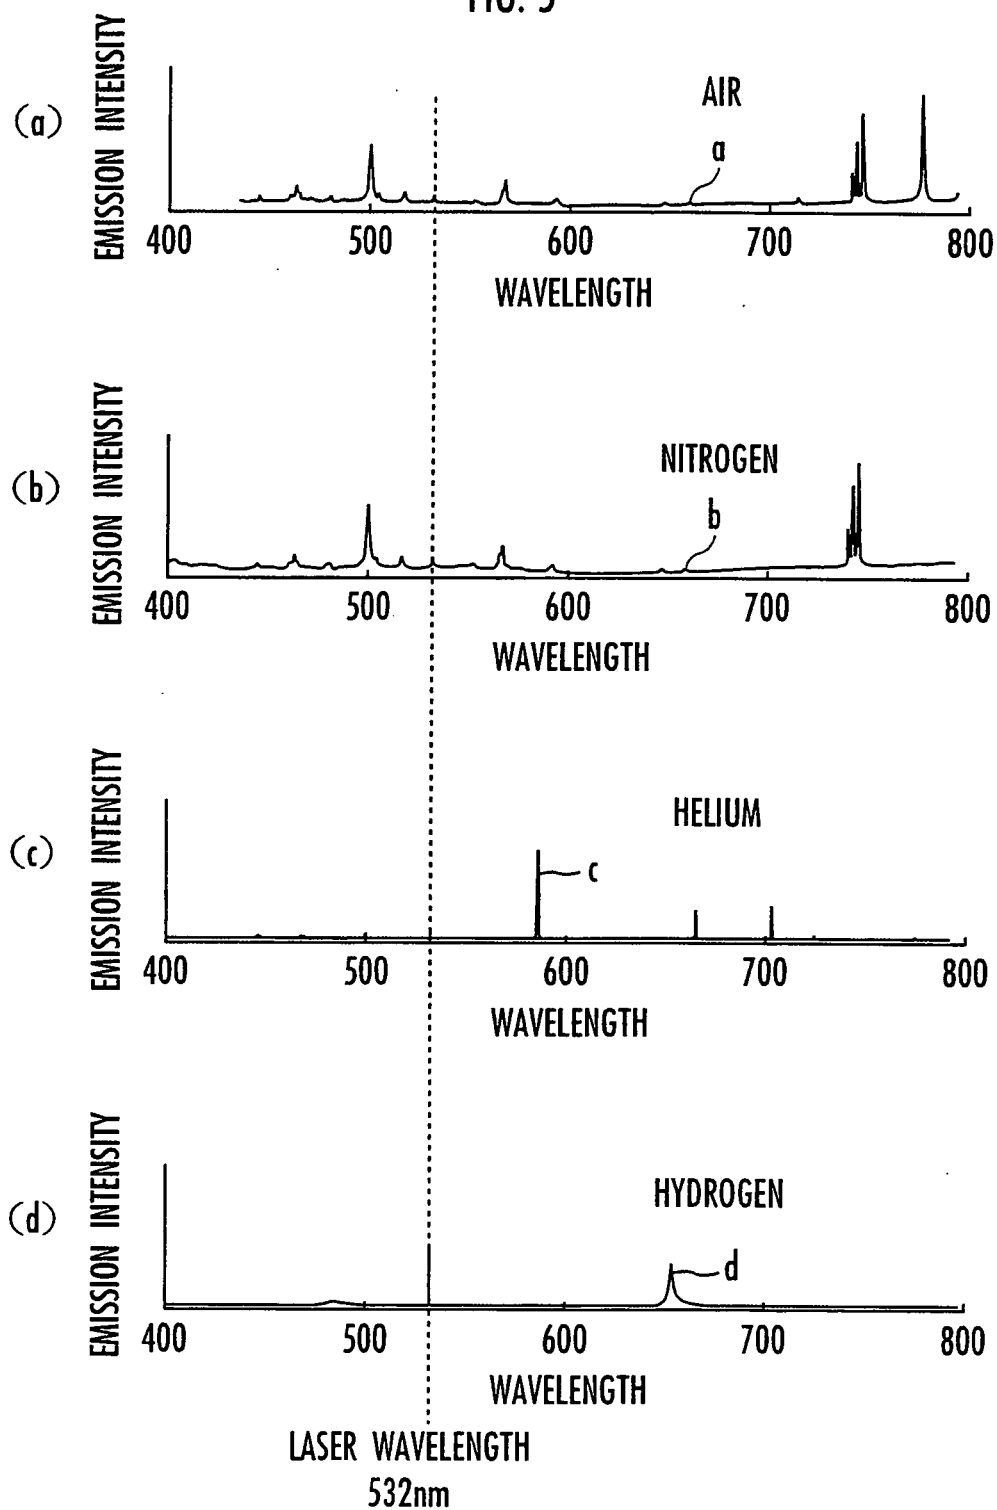 FIG. 5
(a)
EMISSION INTENSITY
AIR
a
400 500 600 700 800
WAVELENGTH
(b)
EMISSION INTENSITY
NITROGEN
b
400 500 600 700 800
WAVELENGTH
(c)
EMISSION INTENSITY
HELIUM
c
400 500 600 700 800
WAVELENGTH
(d)
EMISSION INTENSITY
HYDROGEN
d
400 500 600 700 800
WAVELENGTH
LASER WAVELENGTH
532nm